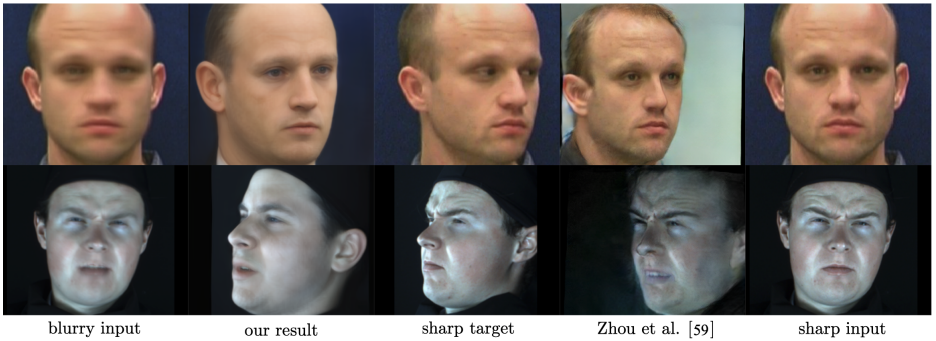 blurry input our result sharp target Zhou et al. [59] sharp input